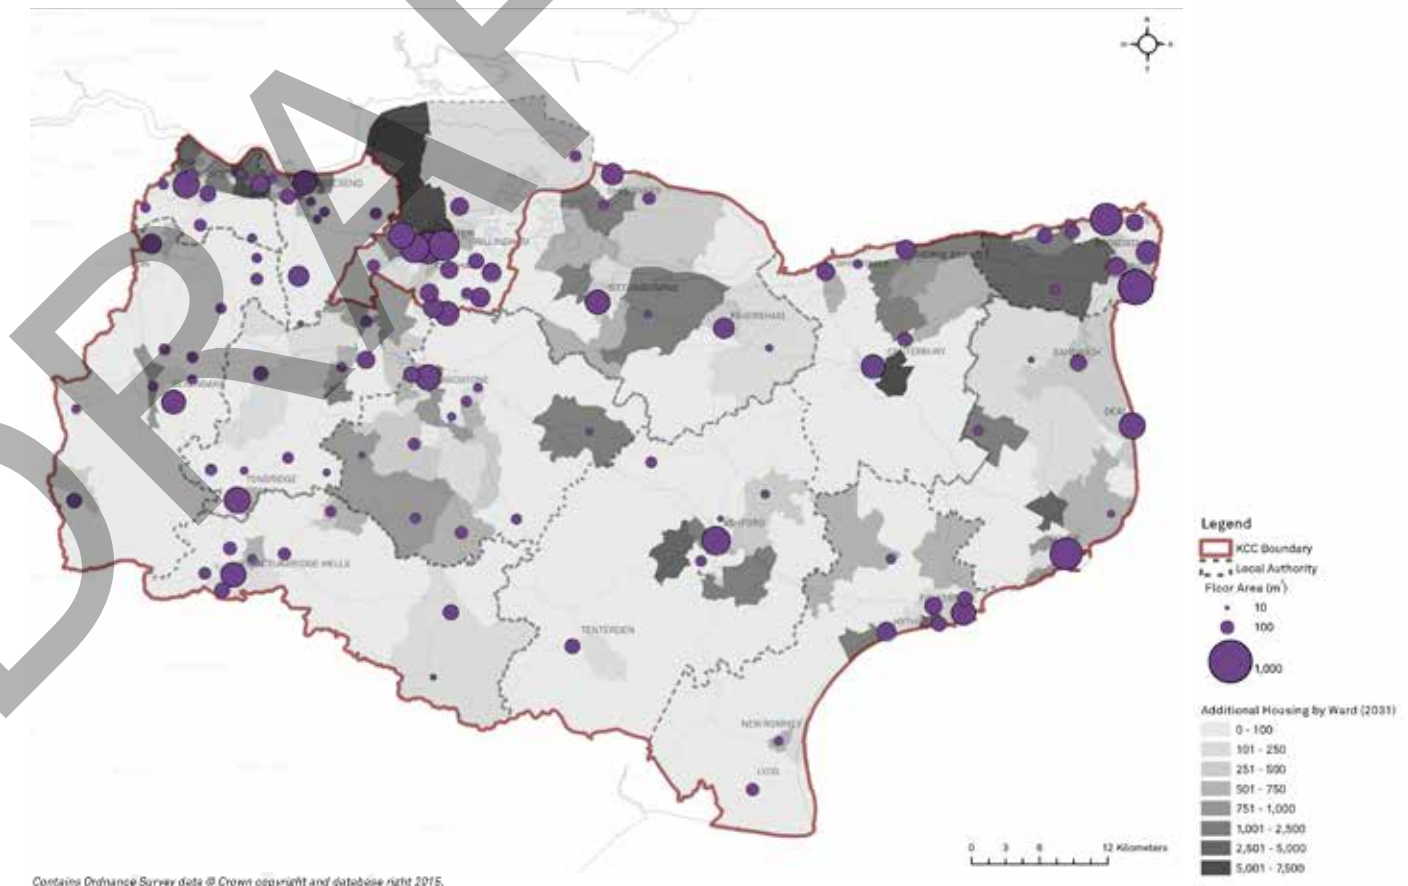 DRAF
N
GILLINGHAM
SITTINGBOURNE
FAVERSHAM
CANTERBURY
SANDWICH
DEAL
MAIDSTONE
TONBRIDGE
ASHFORD
TUNBRIDGE WELLS
TENTERDEN
HYTHE
NEW ROMNEY
LYDD
Legend
KCC Boundary
Local Authority
Floor Area (m²)
10
100
1,000
Additional Housing by Ward (2031)
0 - 100
101 - 250
251 - 500
501 - 750
751 - 1,000
1,001 - 2,500
2,501 - 5,000
5,001 - 7,500
0 3 6 12 Kilometers
Contains Ordnance Survey data © Crown copyright and database right 2015.